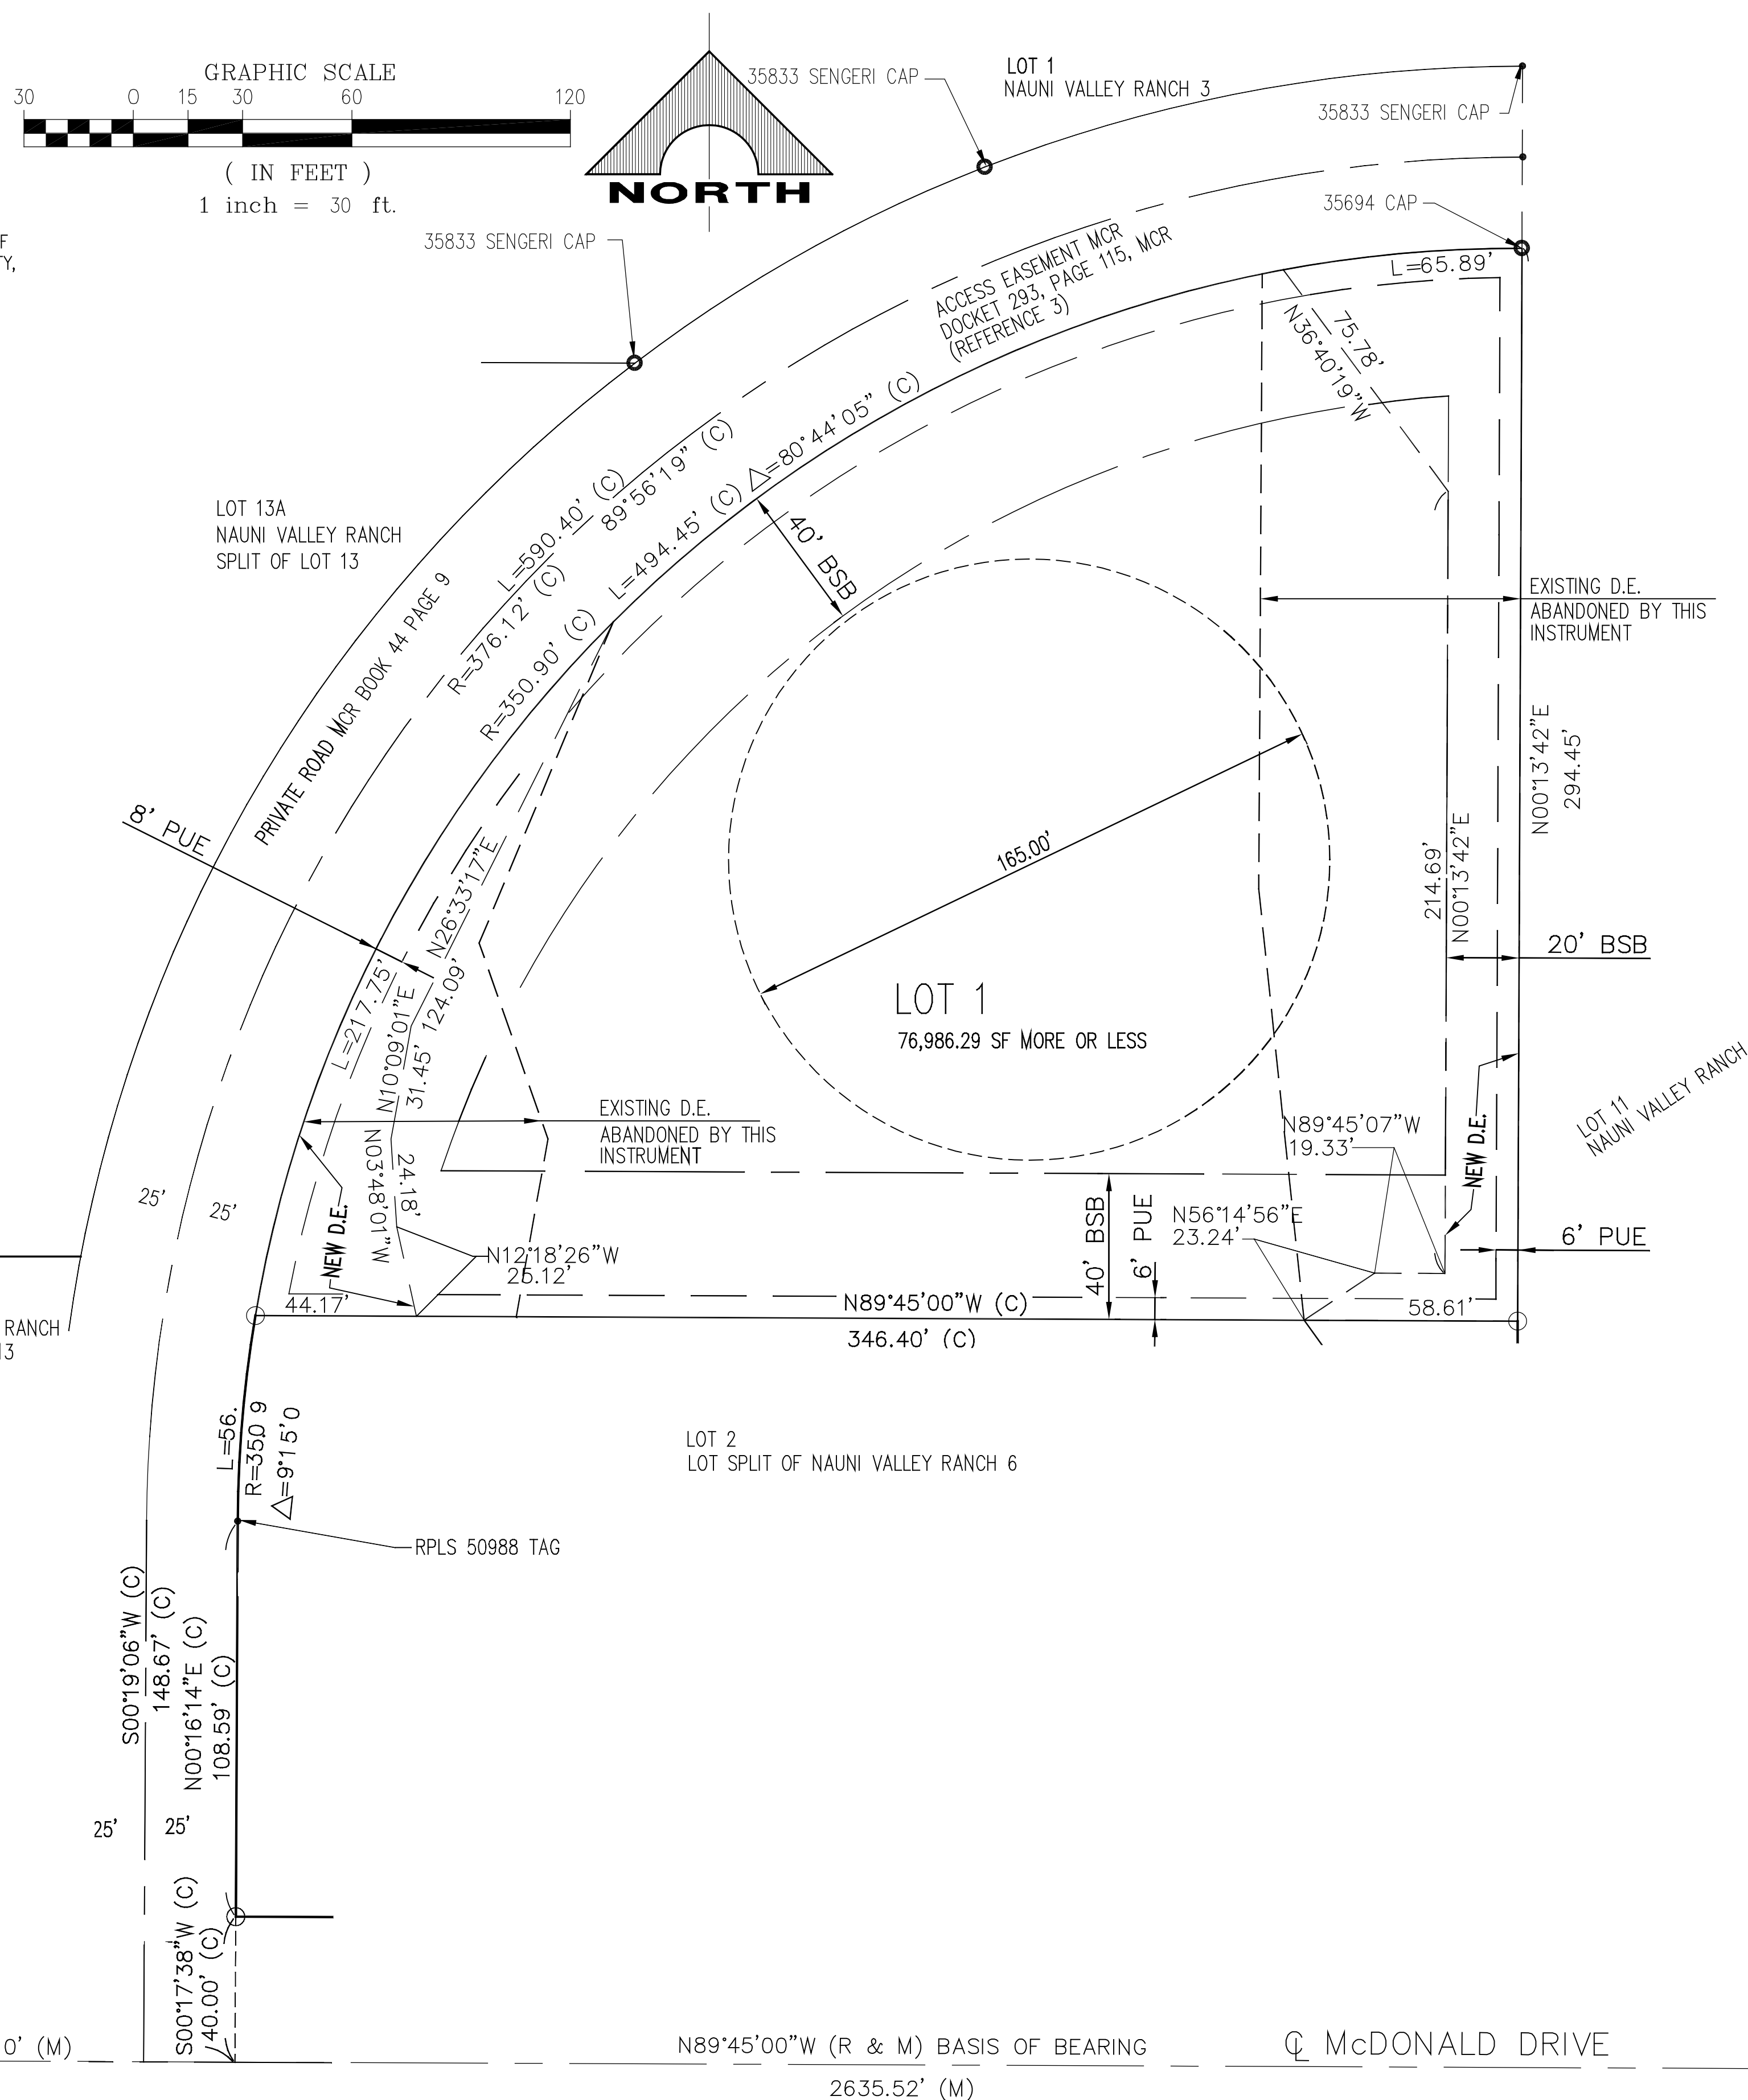 GRAPHIC SCALE
30 0 15 30 60 120
( IN FEET )
1 inch = 30 ft.
NORTH
35833 SENGERI CAP
LOT 1
NAUNI VALLEY RANCH 3
35833 SENGERI CAP
35694 CAP
35833 SENGERI CAP
L=65.89'
ACCESS EASEMENT MCR
DOCKET 293, PAGE 115, MCR
(REFERENCE 3)
75.78'
N36°40'19"W
LOT 13A
NAUNI VALLEY RANCH
SPLIT OF LOT 13
L=590.40' (C)
89°56'19" (C)
R=376.12' (C)
L=494.45' (C) △=80°44'05" (C)
R=350.90' (C)
40' BSB
PRIVATE ROAD MCR BOOK 44 PAGE 9
EXISTING D.E.
ABANDONED BY THIS
INSTRUMENT
N00°13'42"E
294.45'
8' PUE
165.00'
214.69'
N00°13'42"E
20' BSB
N26°33'17"E
124.09'
L=217.75'
N10°09'01"E
31.45'
LOT 1
76,986.29 SF MORE OR LESS
EXISTING D.E.
ABANDONED BY THIS
INSTRUMENT
LOT 11
NAUNI VALLEY RANCH
N89°45'07"W
19.33'
NEW D.E.
N03°48'01"W
24.18'
25' 25'
NEW D.E.
N12°18'26"W
25.12'
40' BSB
6' PUE
N56°14'56"E
23.24'
6' PUE
44.17'
N89°45'00"W (C)
346.40' (C)
58.61'
RANCH
L=56.
R=350 9
△=9°15'0
LOT 2
LOT SPLIT OF NAUNI VALLEY RANCH 6
RPLS 50988 TAG
S00°19'06"W (C)
148.67' (C)
N00°16'14"E (C)
108.59' (C)
25' 25'
S00°17'38"W (C)
40.00' (C)
0' (M)
N89°45'00"W (R & M) BASIS OF BEARING
℄ McDONALD DRIVE
2635.52' (M)